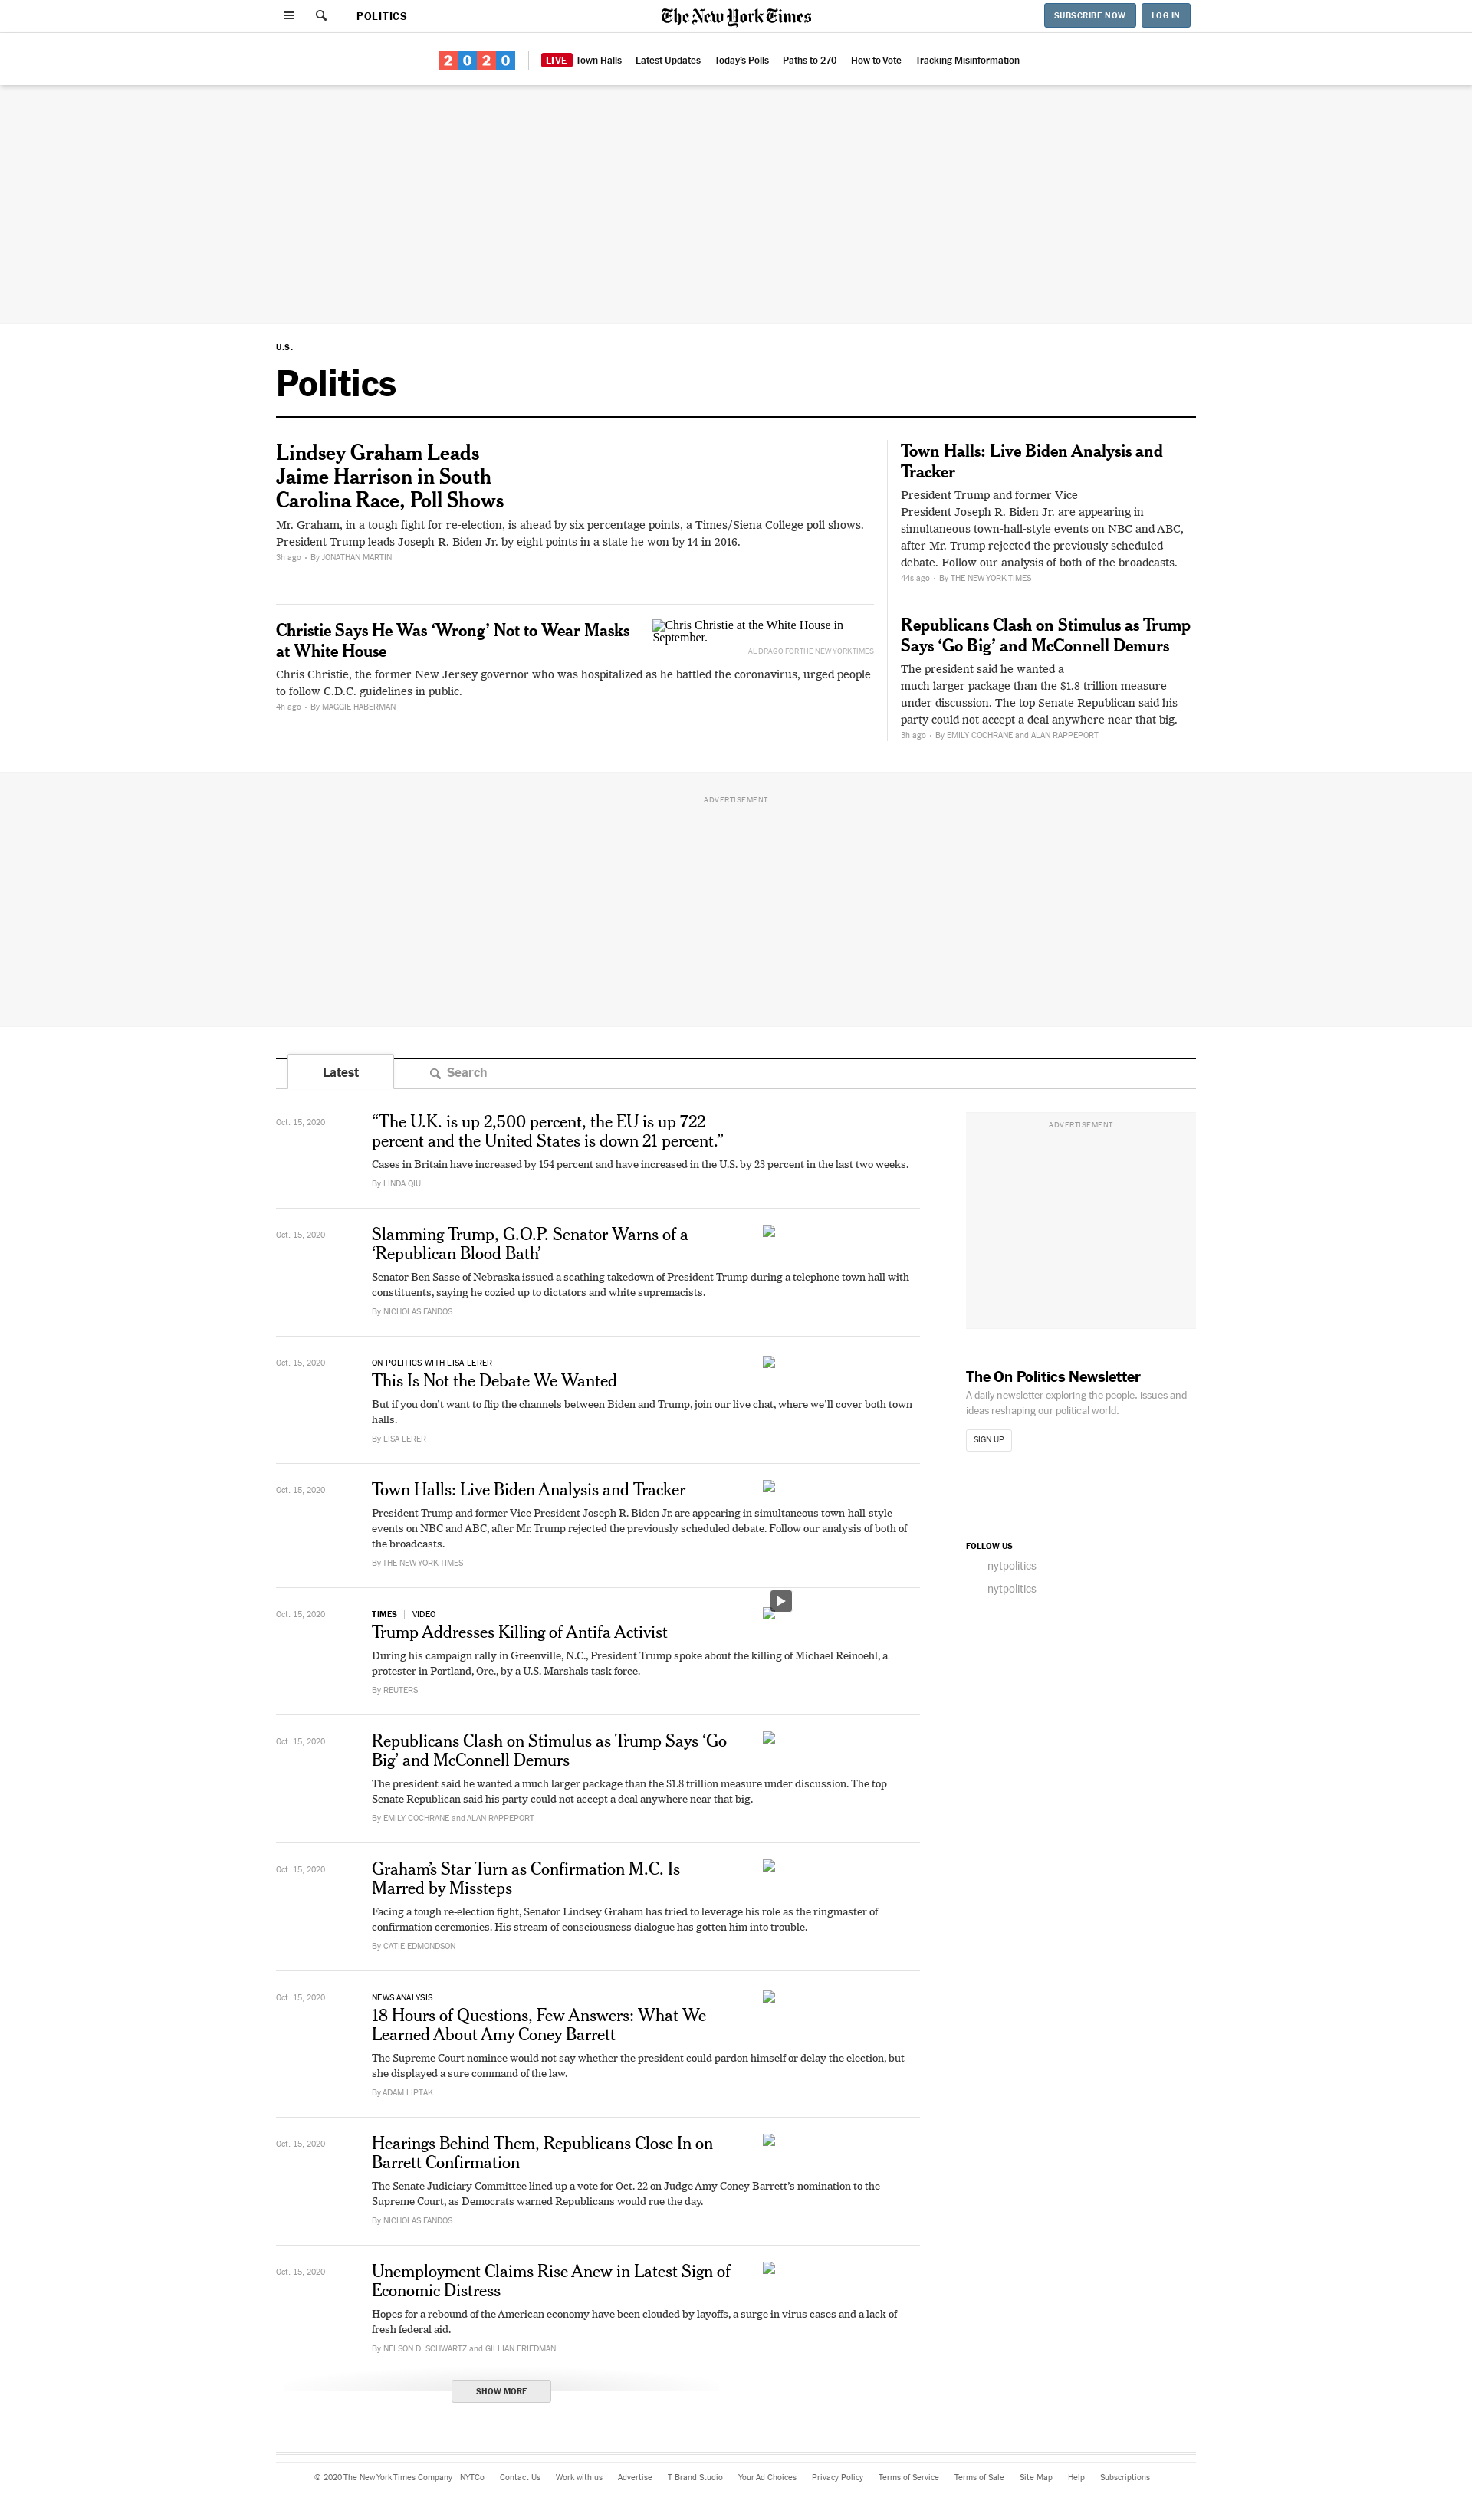 POLITICS
The New York Times
SUBSCRIBE NOW
LOG IN
2020
LIVE Town Halls
Latest Updates
Today's Polls
Paths to 270
How to Vote
Tracking Misinformation
U.S.
Politics
Lindsey Graham Leads
Jaime Harrison in South
Carolina Race, Poll Shows
Mr. Graham, in a tough fight for re-election, is ahead by six percentage points, a Times/Siena College poll shows.
President Trump leads Joseph R. Biden Jr. by eight points in a state he won by 14 in 2016.
3h ago • By JONATHAN MARTIN
Christie Says He Was ‘Wrong’ Not to Wear Masks
at White House
Chris Christie at the White House in
September.
AL DRAGO FOR THE NEW YORK TIMES
Chris Christie, the former New Jersey governor who was hospitalized as he battled the coronavirus, urged people
to follow C.D.C. guidelines in public.
4h ago • By MAGGIE HABERMAN
Town Halls: Live Biden Analysis and
Tracker
President Trump and former Vice
President Joseph R. Biden Jr. are appearing in
simultaneous town-hall-style events on NBC and ABC,
after Mr. Trump rejected the previously scheduled
debate. Follow our analysis of both of the broadcasts.
44s ago • By THE NEW YORK TIMES
Republicans Clash on Stimulus as Trump
Says ‘Go Big’ and McConnell Demurs
The president said he wanted a
much larger package than the $1.8 trillion measure
under discussion. The top Senate Republican said his
party could not accept a deal anywhere near that big.
3h ago • By EMILY COCHRANE and ALAN RAPPEPORT
ADVERTISEMENT
Latest
Search
Oct. 15, 2020
“The U.K. is up 2,500 percent, the EU is up 722
percent and the United States is down 21 percent.”
Cases in Britain have increased by 154 percent and have increased in the U.S. by 23 percent in the last two weeks.
By LINDA QIU
Oct. 15, 2020
Slamming Trump, G.O.P. Senator Warns of a
‘Republican Blood Bath’
Senator Ben Sasse of Nebraska issued a scathing takedown of President Trump during a telephone town hall with
constituents, saying he cozied up to dictators and white supremacists.
By NICHOLAS FANDOS
Oct. 15, 2020
ON POLITICS WITH LISA LERER
This Is Not the Debate We Wanted
But if you don’t want to flip the channels between Biden and Trump, join our live chat, where we’ll cover both town
halls.
By LISA LERER
Oct. 15, 2020
Town Halls: Live Biden Analysis and Tracker
President Trump and former Vice President Joseph R. Biden Jr. are appearing in simultaneous town-hall-style
events on NBC and ABC, after Mr. Trump rejected the previously scheduled debate. Follow our analysis of both of
the broadcasts.
By THE NEW YORK TIMES
Oct. 15, 2020
TIMES | VIDEO
Trump Addresses Killing of Antifa Activist
During his campaign rally in Greenville, N.C., President Trump spoke about the killing of Michael Reinoehl, a
protester in Portland, Ore., by a U.S. Marshals task force.
By REUTERS
Oct. 15, 2020
Republicans Clash on Stimulus as Trump Says ‘Go
Big’ and McConnell Demurs
The president said he wanted a much larger package than the $1.8 trillion measure under discussion. The top
Senate Republican said his party could not accept a deal anywhere near that big.
By EMILY COCHRANE and ALAN RAPPEPORT
Oct. 15, 2020
Graham’s Star Turn as Confirmation M.C. Is
Marred by Missteps
Facing a tough re-election fight, Senator Lindsey Graham has tried to leverage his role as the ringmaster of
confirmation ceremonies. His stream-of-consciousness dialogue has gotten him into trouble.
By CATIE EDMONDSON
Oct. 15, 2020
NEWS ANALYSIS
18 Hours of Questions, Few Answers: What We
Learned About Amy Coney Barrett
The Supreme Court nominee would not say whether the president could pardon himself or delay the election, but
she displayed a sure command of the law.
By ADAM LIPTAK
Oct. 15, 2020
Hearings Behind Them, Republicans Close In on
Barrett Confirmation
The Senate Judiciary Committee lined up a vote for Oct. 22 on Judge Amy Coney Barrett’s nomination to the
Supreme Court, as Democrats warned Republicans would rue the day.
By NICHOLAS FANDOS
Oct. 15, 2020
Unemployment Claims Rise Anew in Latest Sign of
Economic Distress
Hopes for a rebound of the American economy have been clouded by layoffs, a surge in virus cases and a lack of
fresh federal aid.
By NELSON D. SCHWARTZ and GILLIAN FRIEDMAN
SHOW MORE
ADVERTISEMENT
The On Politics Newsletter
A daily newsletter exploring the people, issues and
ideas reshaping our political world.
SIGN UP
FOLLOW US
nytpolitics
nytpolitics
© 2020 The New York Times Company
NYTCo
Contact Us
Work with us
Advertise
T Brand Studio
Your Ad Choices
Privacy Policy
Terms of Service
Terms of Sale
Site Map
Help
Subscriptions